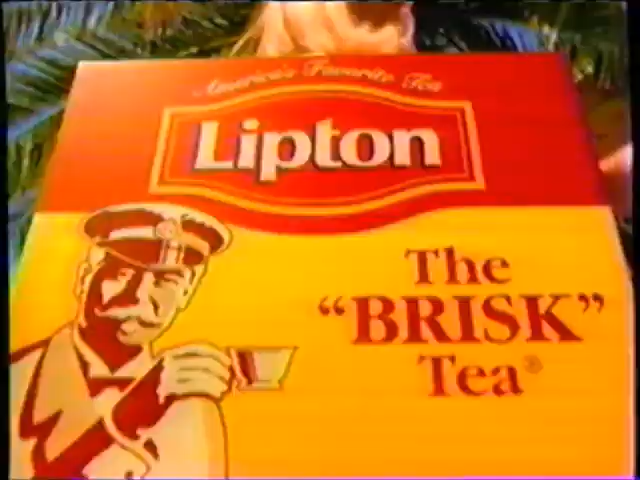 America's Favorite Tea
Lipton
The
“BRISK”
Tea®